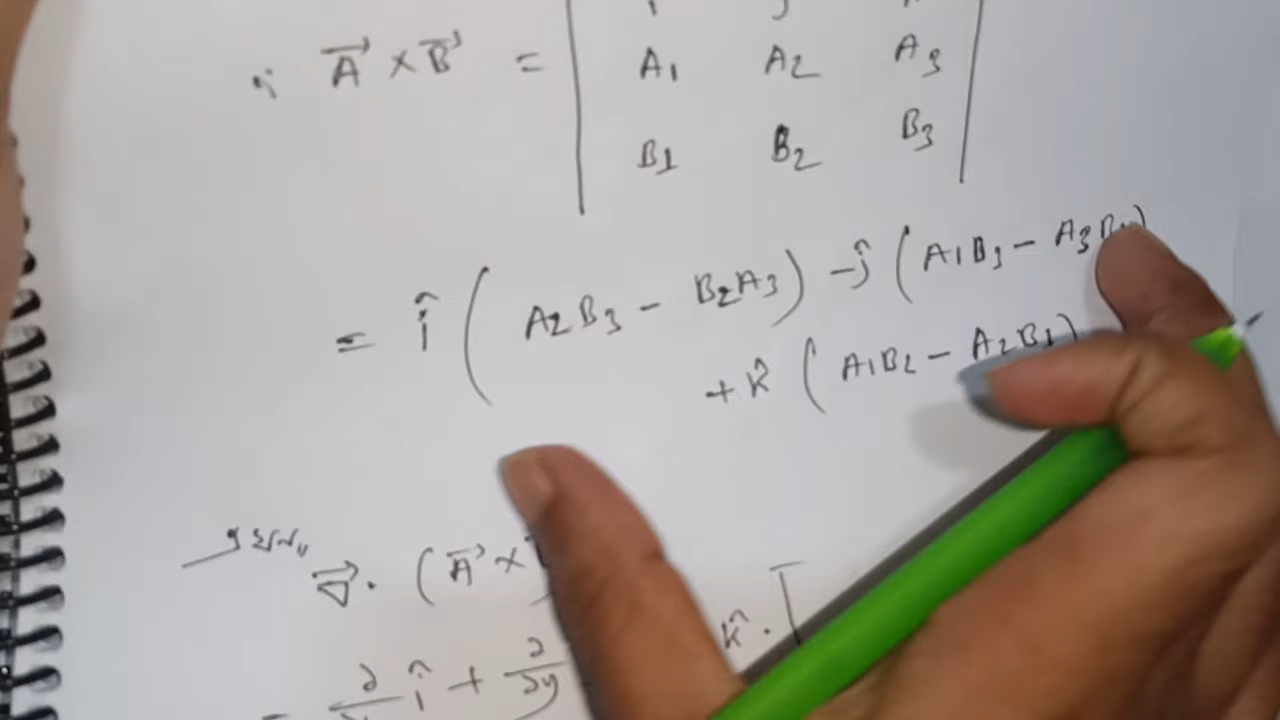 ∴ A⃗ × B⃗ = | A1 A2 A3
B1 B2 B3 |
= î ( A2B3 − B2A3 ) − ĵ ( A1B3 − A3
+ k̂ ( A1B2 − A2B1 )
∇⃗ · ( A⃗ ×
= ∂ î + ∂/∂y k̂ · [